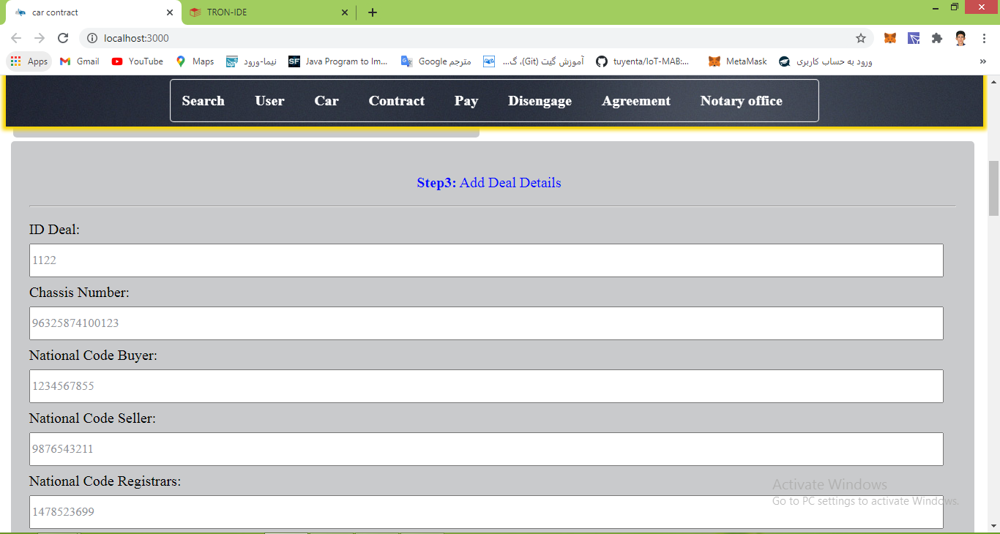 car contract
TRON-IDE
localhost:3000
Apps
Gmail
YouTube
Maps
نیما-ورود
SF
Java Program to Im...
مترجم Google
آموزش گیت (Git)، گ...
tuyenta/IoT-MAB:...
MetaMask
ورود به حساب کاربری
»
Search
User
Car
Contract
Pay
Disengage
Agreement
Notary office
Step3: Add Deal Details
ID Deal:
1122
Chassis Number:
96325874100123
National Code Buyer:
1234567855
National Code Seller:
9876543211
National Code Registrars:
1478523699
Activate Windows
Go to PC settings to activate Windows.